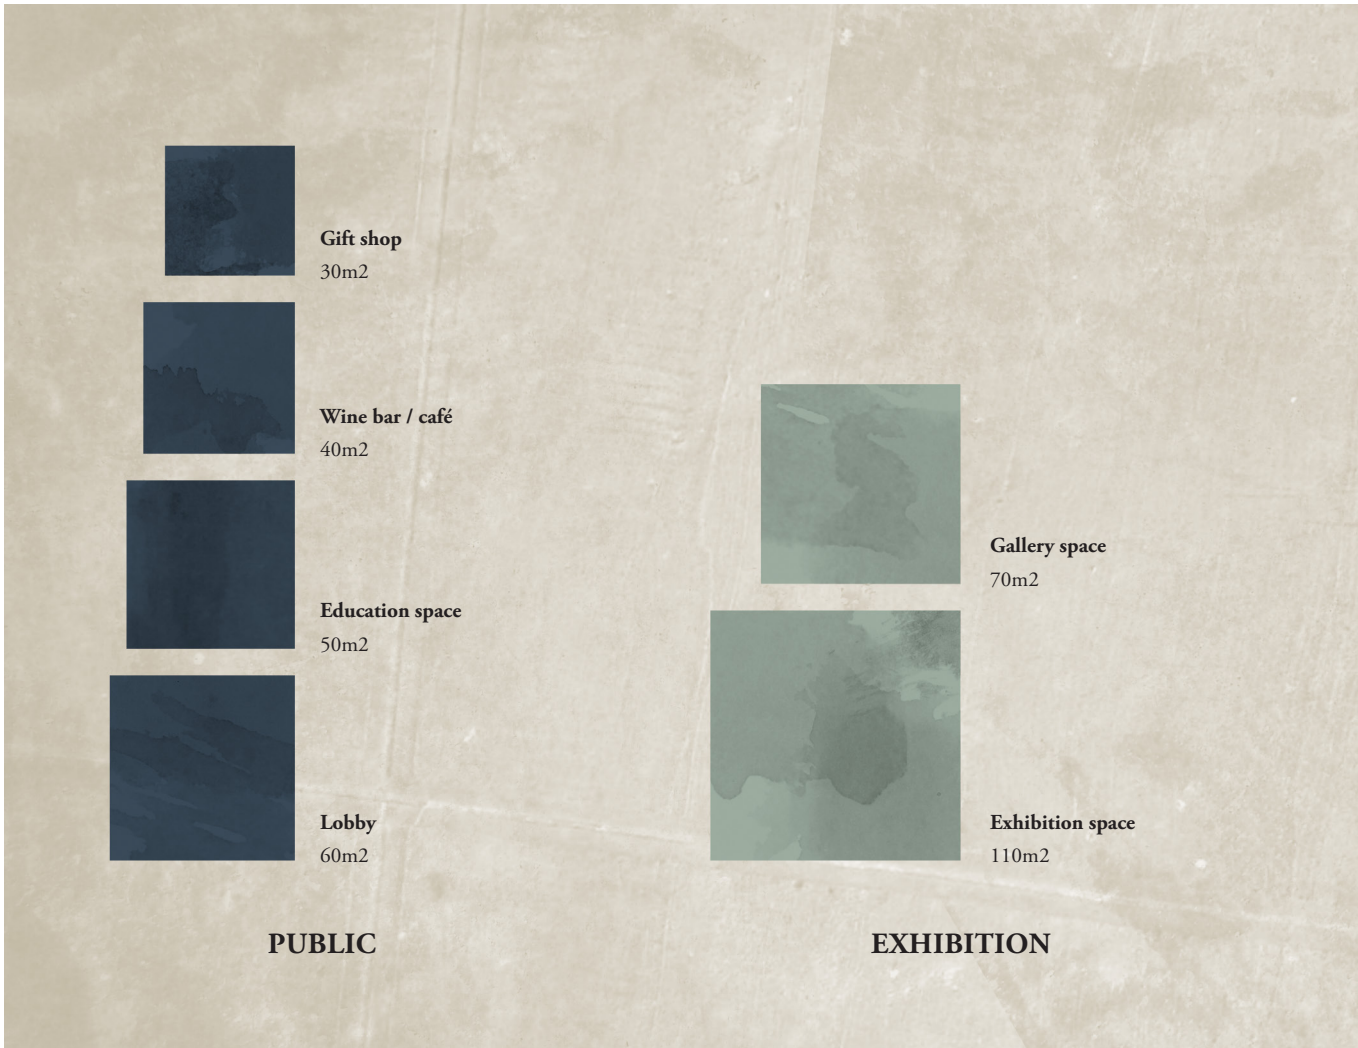 Gift shop
30m2
Wine bar / café
40m2
Education space
50m2
Lobby
60m2
PUBLIC
Gallery space
70m2
Exhibition space
110m2
EXHIBITION